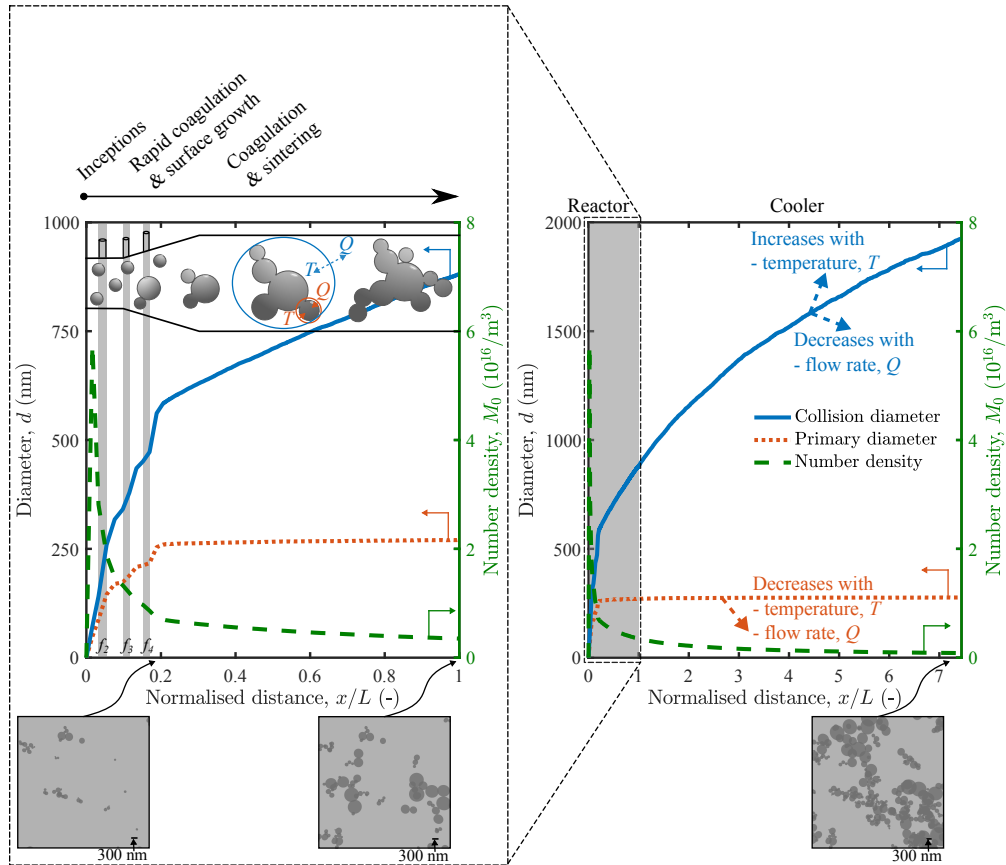 Inceptions
Rapid coagulation
& surface growth
Coagulation
& sintering
1000
750
500
250
0
Diameter, d (nm)
Q
T
Q
T
f2
f3
f4
0
0.2
0.4
0.6
0.8
1
Normalised distance, x/L (-)
8
6
4
2
0
Number density, M0 (10^16/m^3)
300 nm
300 nm
Reactor
Cooler
2000
1500
1000
500
0
Diameter, d (nm)
Increases with
- temperature, T
Decreases with
- flow rate, Q
Collision diameter
Primary diameter
Number density
Decreases with
- temperature, T
- flow rate, Q
0
1
2
3
4
5
6
7
Normalised distance, x/L (-)
8
6
4
2
0
Number density, M0 (10^16/m^3)
300 nm